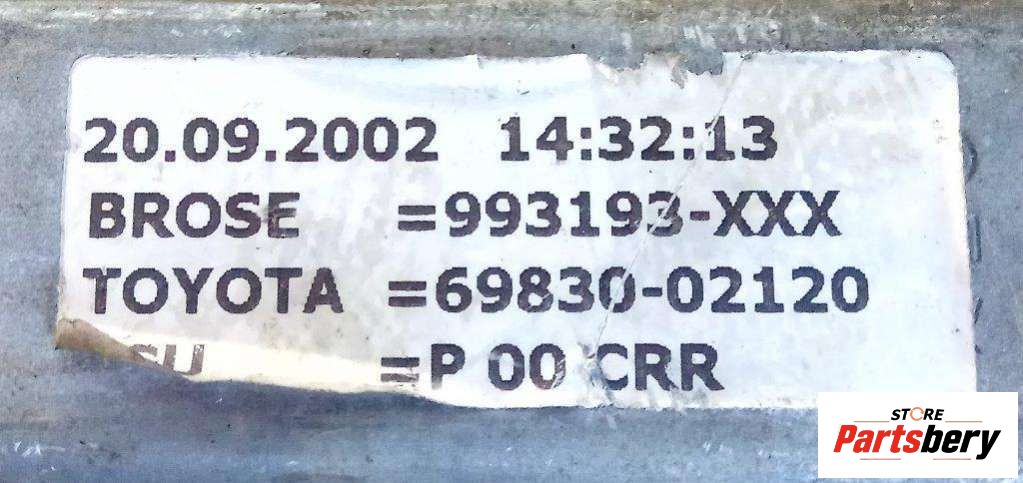 20.09.2002 14:32:13
BROSE =993193-XXX
TOYOTA =69830-02120
=P 00 CRR
STORE
Partsbery